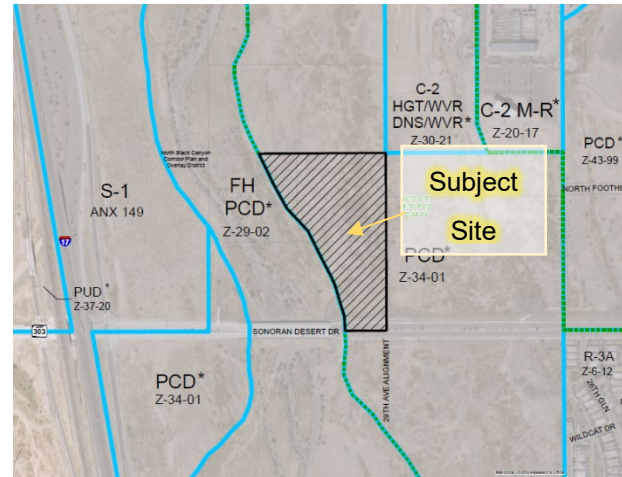 C-2
HGT/WVR
DNS/WVR*
Z-30-21
C-2 M-R*
Z-20-17
PCD*
Z-43-99
North Black Canyon
Corridor Plan and
Overlay District
S-1
ANX 149
FH
PCD*
Z-29-02
Subject
Site
NORTH FOOTHI
17
PCD*
Z-34-01
PUD*
Z-37-20
303
SONORAN DESERT DR
29TH AVE ALIGNMENT
PCD*
Z-34-01
R-3A
Z-6-12
26TH GLN
WILDCAT DR
Maricopa County Assessor's Office